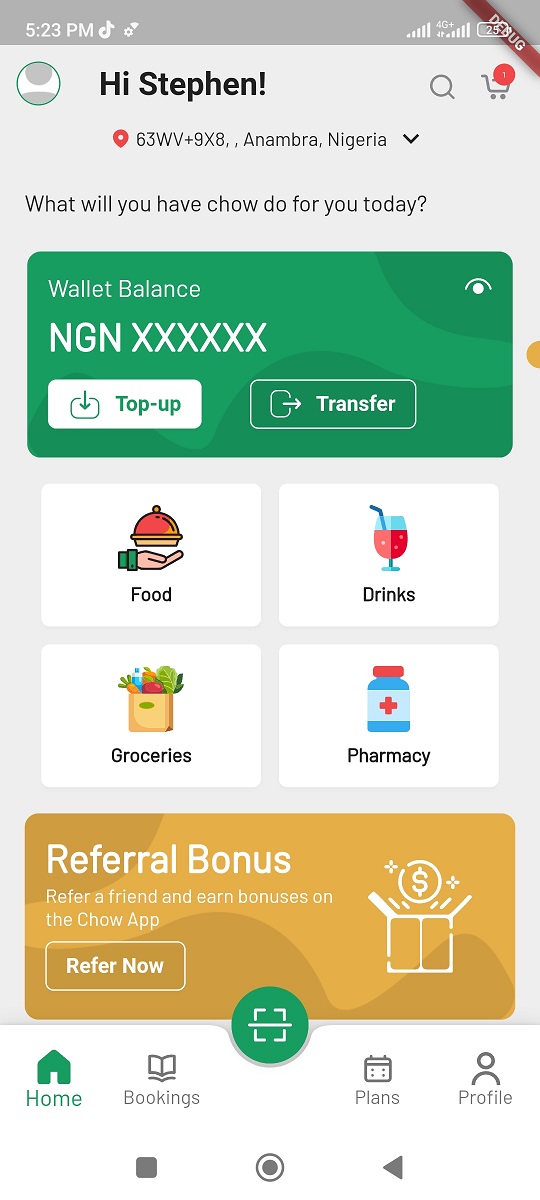 5:23 PM
4G+
25
DEBUG
Hi Stephen!
1
63WV+9X8, , Anambra, Nigeria
What will you have chow do for you today?
Wallet Balance
NGN XXXXXX
Top-up
Transfer
Food
Drinks
Groceries
Pharmacy
Referral Bonus
Refer a friend and earn bonuses on
the Chow App
Refer Now
Home
Bookings
Plans
Profile